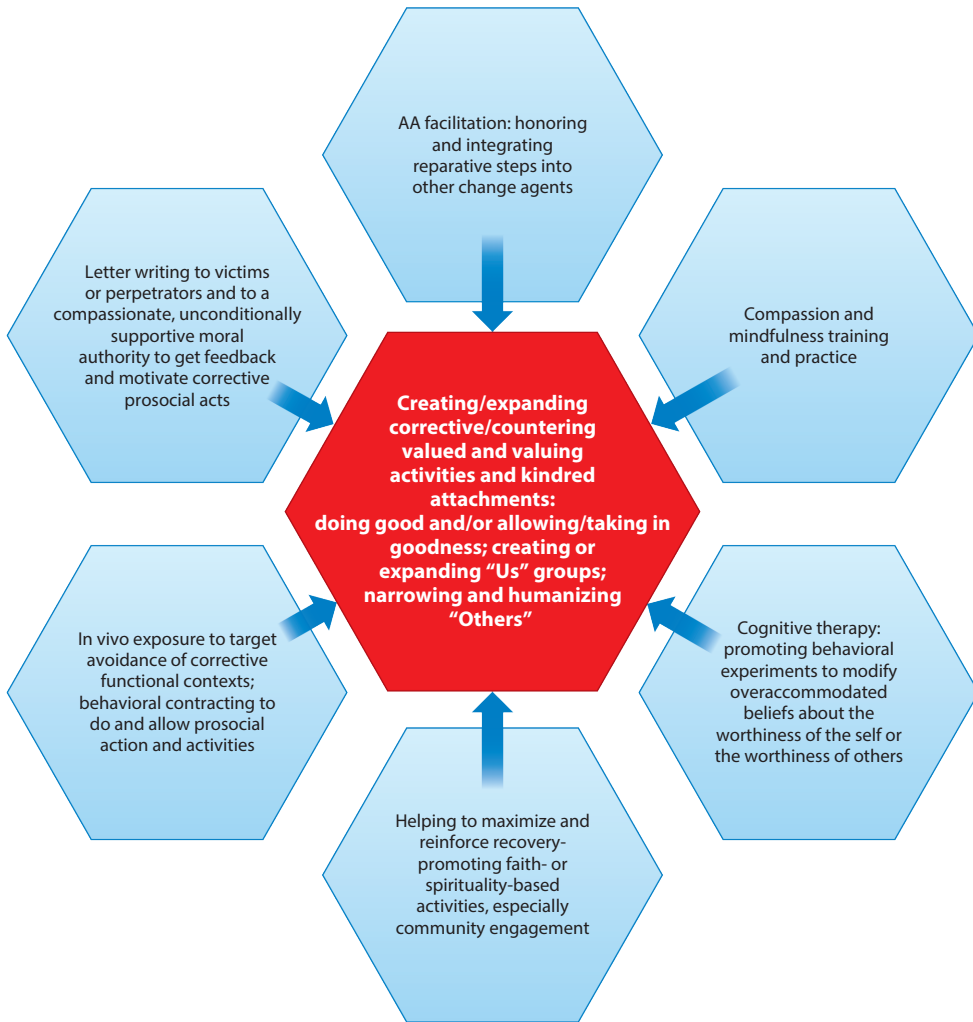 AA facilitation: honoring
and integrating
reparative steps into
other change agents
Letter writing to victims
or perpetrators and to a
compassionate, unconditionally
supportive moral
authority to get feedback
and motivate corrective
prosocial acts
Compassion and
mindfulness training
and practice
Creating/expanding
corrective/countering
valued and valuing
activities and kindred
attachments:
doing good and/or allowing/taking in
goodness; creating or
expanding “Us” groups;
narrowing and humanizing
“Others”
In vivo exposure to target
avoidance of corrective
functional contexts;
behavioral contracting to
do and allow prosocial
action and activities
Cognitive therapy:
promoting behavioral
experiments to modify
overaccommodated
beliefs about the
worthiness of the self or
the worthiness of others
Helping to maximize and
reinforce recovery-
promoting faith- or
spirituality-based
activities, especially
community engagement